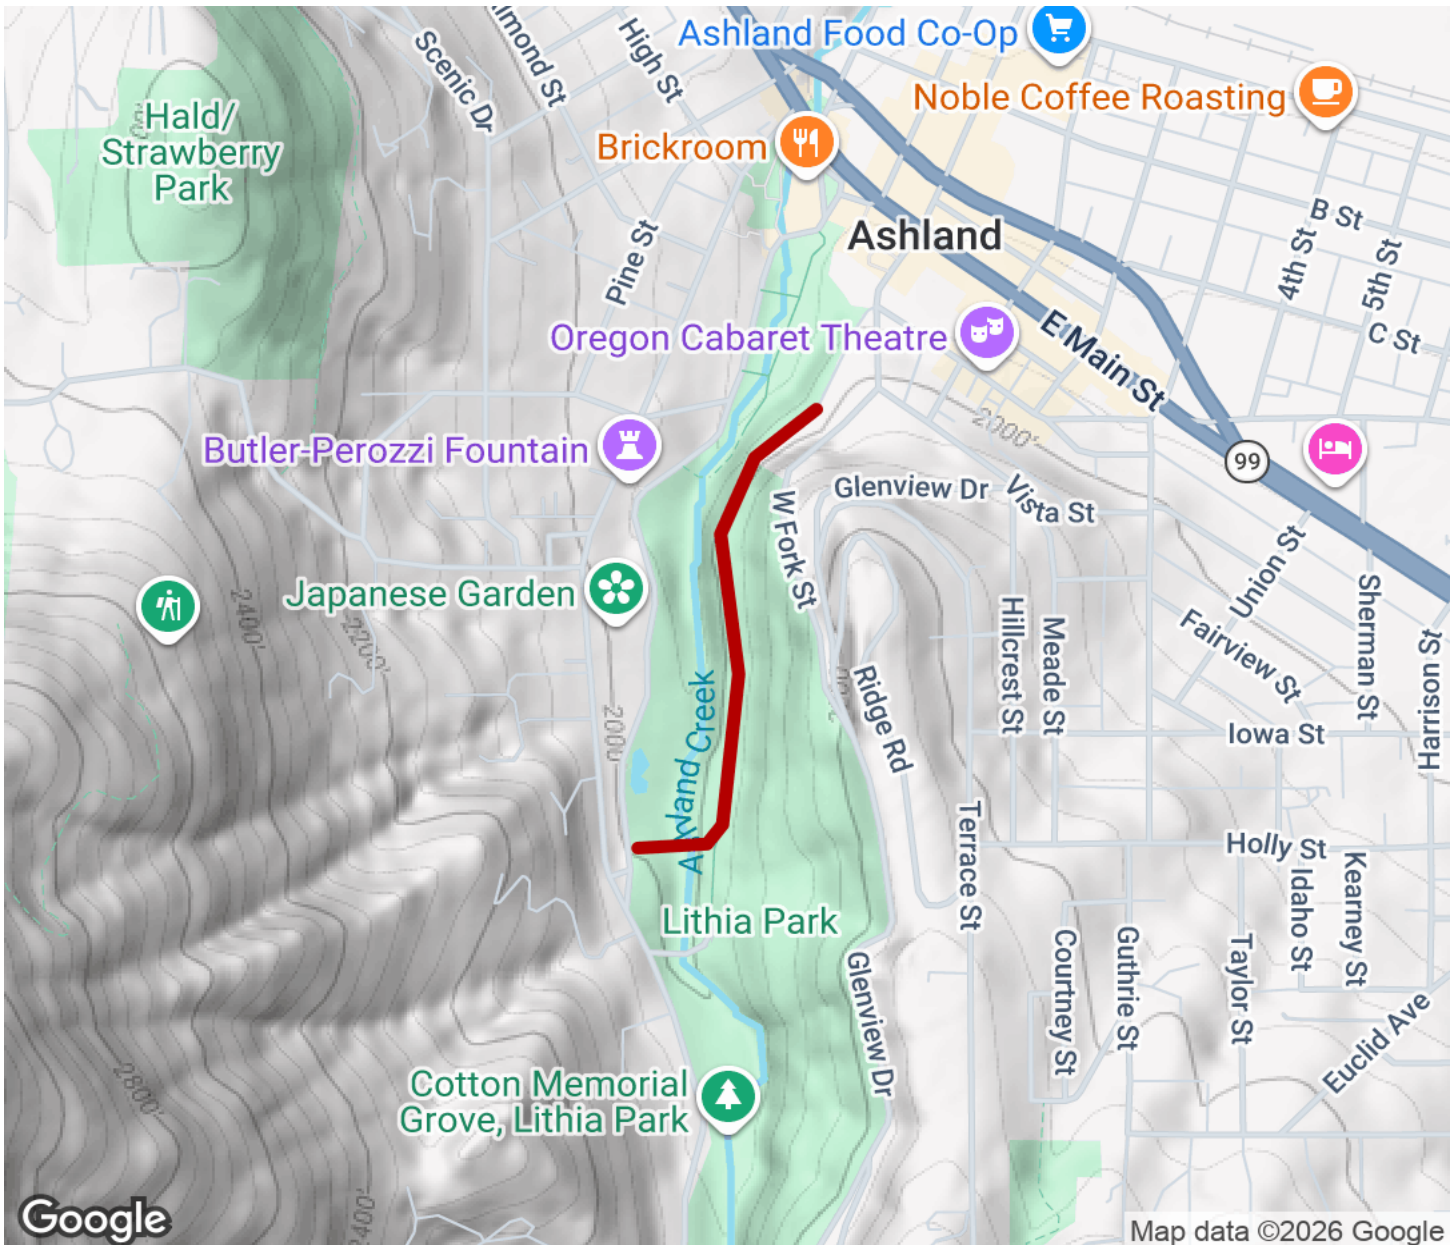 Ashland Food Co-Op
Noble Coffee Roasting
Brickroom
Hald/
Strawberry
Park
Scenic Dr
High St
Pine St
Ashland
B St
4th St
5th St
C St
Oregon Cabaret Theatre
E Main St
2000'
99
Butler-Perozzi Fountain
Glenview Dr
Vista St
W Fork St
Union St
Japanese Garden
2400'
2200'
Hillcrest St
Meade St
Fairview St
Sherman St
Harrison St
Ridge Rd
2000'
Iowa St
Terrace St
Holly St
Idaho St
Kearney St
Lithia Park
Courtney St
Guthrie St
Taylor St
Euclid Ave
Glenview Dr
Cotton Memorial
Grove, Lithia Park
2800'
Google
Map data ©2026 Google